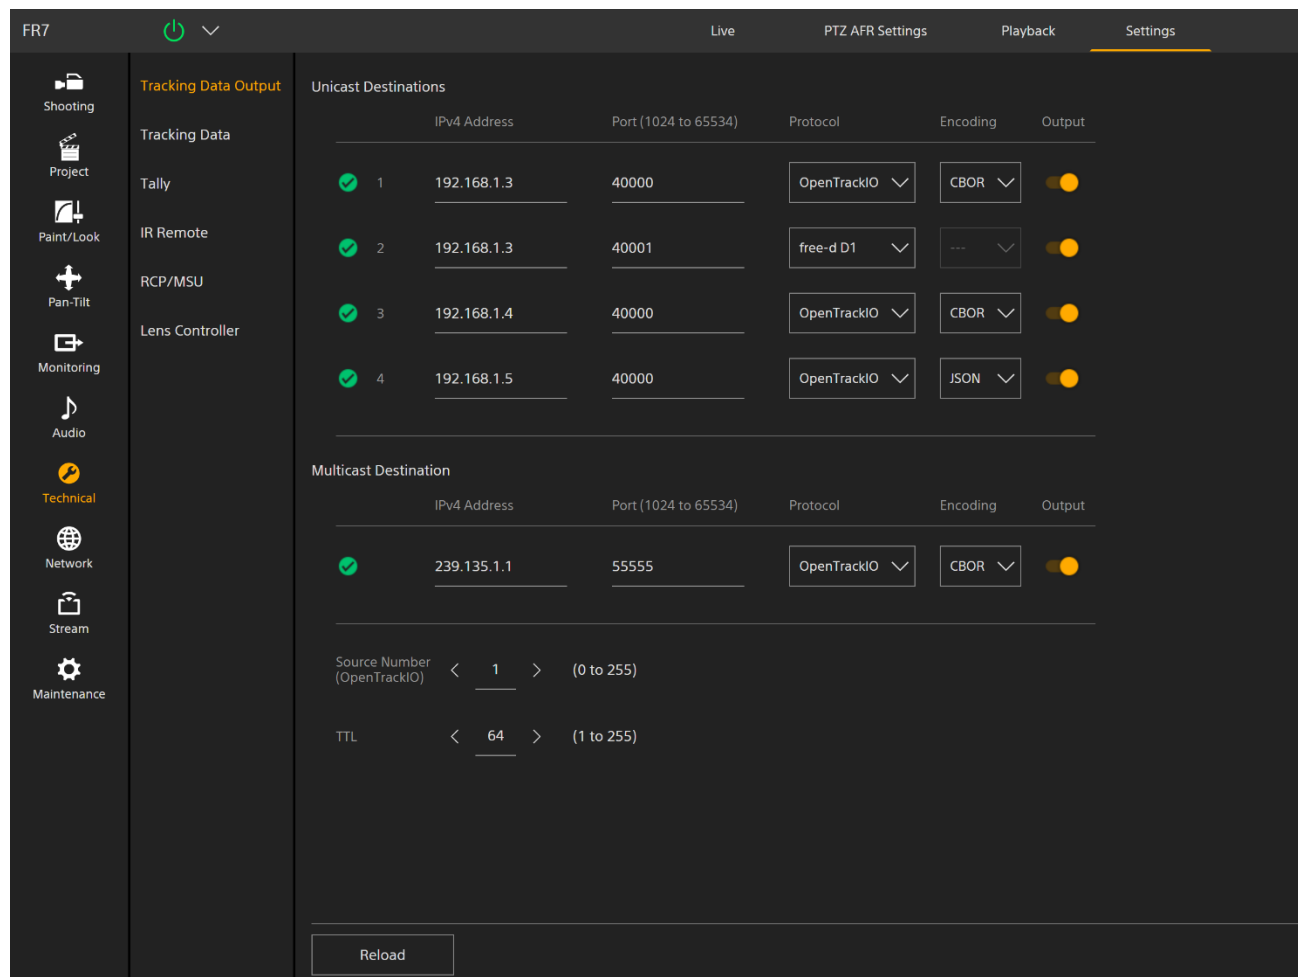 FR7
Live
PTZ AFR Settings
Playback
Settings
Shooting
Project
Paint/Look
Pan-Tilt
Monitoring
Audio
Technical
Network
Stream
Maintenance
Tracking Data Output
Tracking Data
Tally
IR Remote
RCP/MSU
Lens Controller
Unicast Destinations
IPv4 Address Port (1024 to 65534) Protocol Encoding Output
1 192.168.1.3 40000 OpenTrackIO CBOR
2 192.168.1.3 40001 free-d D1 ---
3 192.168.1.4 40000 OpenTrackIO CBOR
4 192.168.1.5 40000 OpenTrackIO JSON
Multicast Destination
IPv4 Address Port (1024 to 65534) Protocol Encoding Output
239.135.1.1 55555 OpenTrackIO CBOR
Source Number
(OpenTrackIO)
1 (0 to 255)
TTL 64 (1 to 255)
Reload